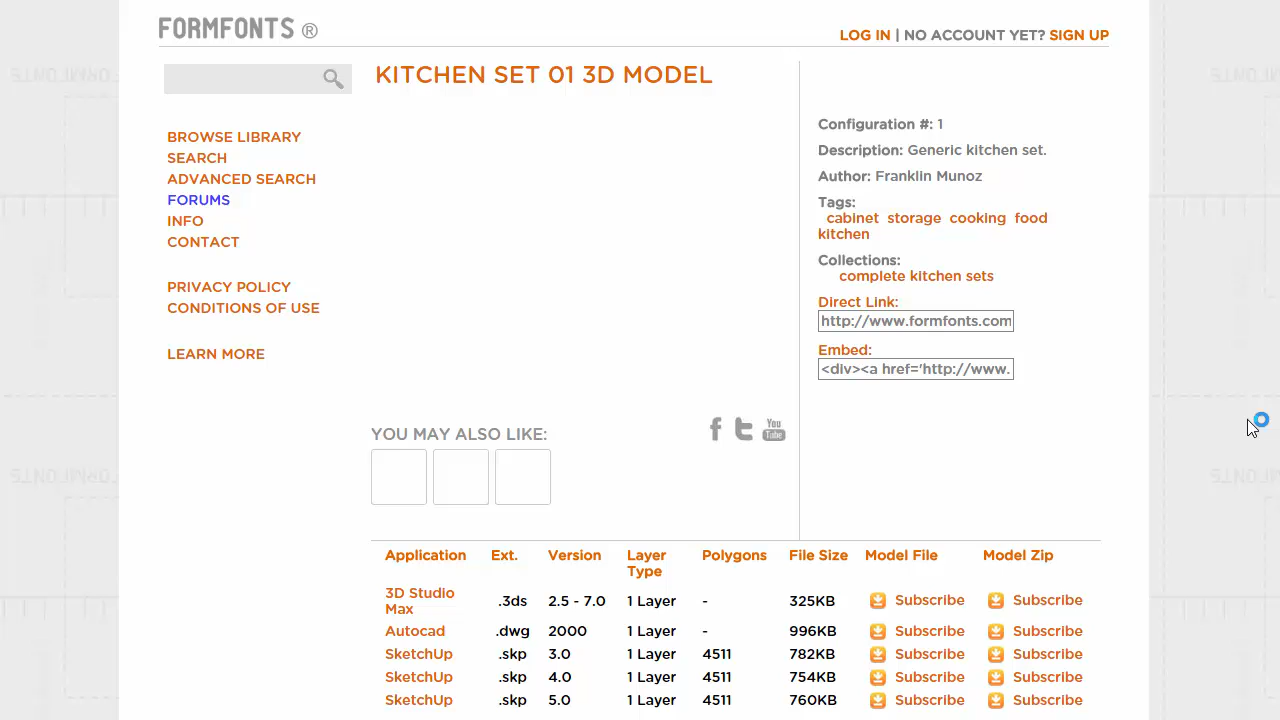 FORMFONTS ®
LOG IN | NO ACCOUNT YET? SIGN UP
KITCHEN SET 01 3D MODEL
BROWSE LIBRARY
SEARCH
ADVANCED SEARCH
FORUMS
INFO
CONTACT
PRIVACY POLICY
CONDITIONS OF USE
LEARN MORE
Configuration #: 1
Description: Generic kitchen set.
Author: Franklin Munoz
Tags:
cabinet storage cooking food
kitchen
Collections:
complete kitchen sets
Direct Link:
http://www.formfonts.com
Embed:
<div><a href='http://www.
YOU MAY ALSO LIKE:
f t You Tube
Application Ext. Version Layer Type Polygons File Size Model File Model Zip
3D Studio Max .3ds 2.5 - 7.0 1 Layer - 325KB Subscribe Subscribe
Autocad .dwg 2000 1 Layer - 996KB Subscribe Subscribe
SketchUp .skp 3.0 1 Layer 4511 782KB Subscribe Subscribe
SketchUp .skp 4.0 1 Layer 4511 754KB Subscribe Subscribe
SketchUp .skp 5.0 1 Layer 4511 760KB Subscribe Subscribe